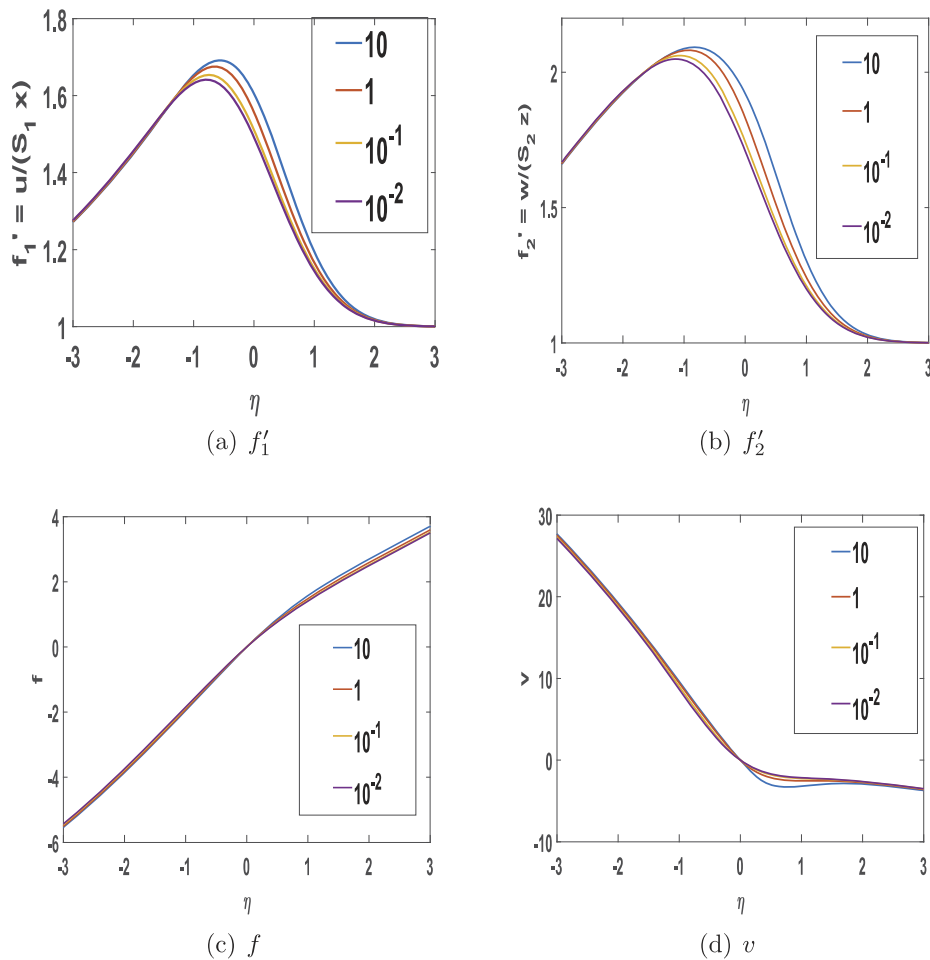 1.8
1.6
1.4
1.2
1
f₁' = u/(S₁ x)
-3 -2 -1 0 1 2 3
η
10
1
10⁻¹
10⁻²
(a) f′₁
2
1.5
1
f₂' = w/(S₂ z)
-3 -2 -1 0 1 2 3
η
10
1
10⁻¹
10⁻²
(b) f′₂
4
2
0
-2
-4
-6
f
-3 -2 -1 0 1 2 3
η
10
1
10⁻¹
10⁻²
(c) f
30
20
10
0
-10
v
-3 -2 -1 0 1 2 3
η
10
1
10⁻¹
10⁻²
(d) v